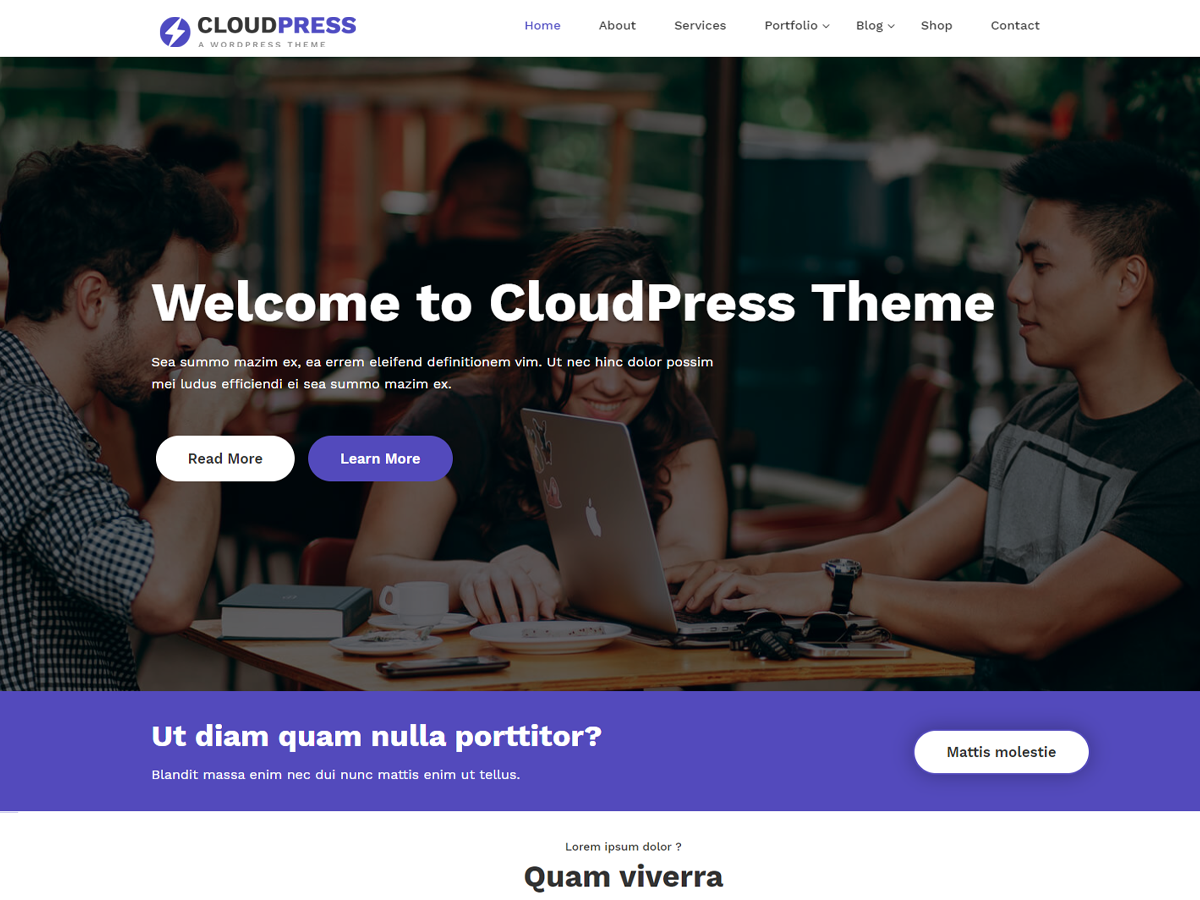 CLOUDPRESS
A WORDPRESS THEME
Home About Services Portfolio Blog Shop Contact
Welcome to CloudPress Theme
Sea summo mazim ex, ea errem eleifend definitionem vim. Ut nec hinc dolor possim
mei ludus efficiendi ei sea summo mazim ex.
Read More Learn More
Ut diam quam nulla porttitor?
Blandit massa enim nec dui nunc mattis enim ut tellus.
Mattis molestie
Lorem ipsum dolor ?
Quam viverra